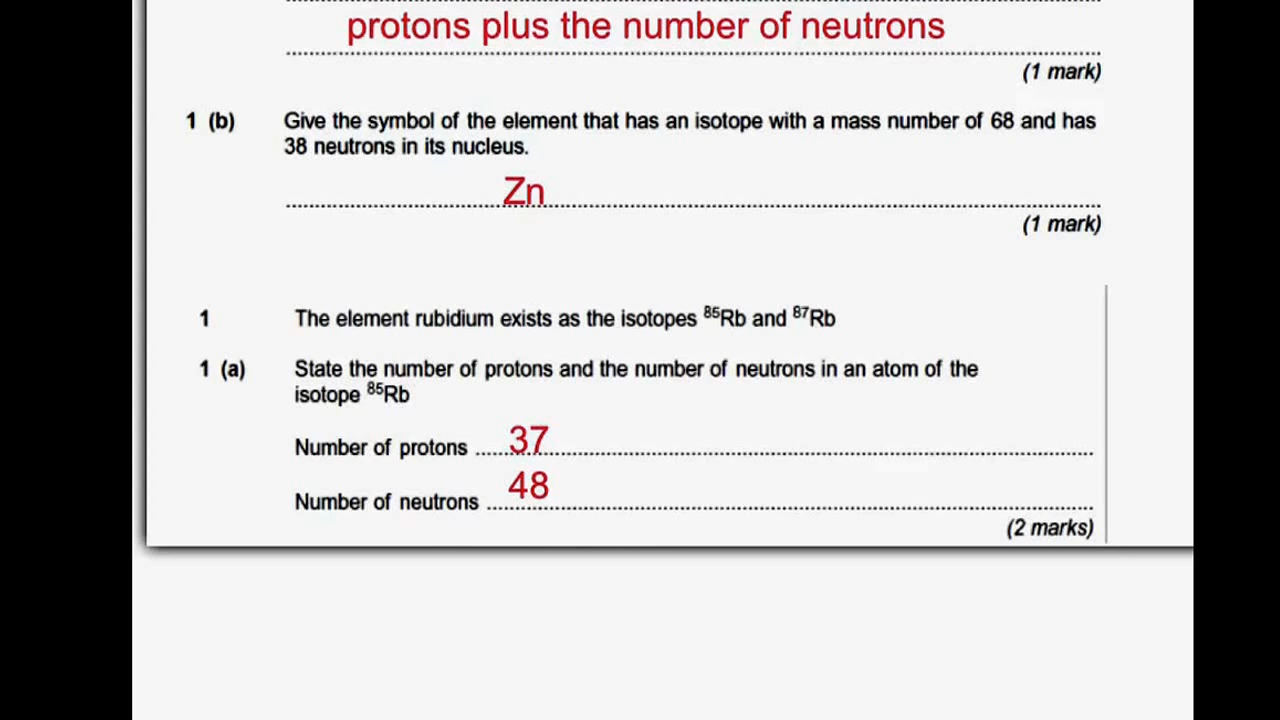 protons plus the number of neutrons
(1 mark)
1 (b) Give the symbol of the element that has an isotope with a mass number of 68 and has
38 neutrons in its nucleus.
Zn
(1 mark)
1 The element rubidium exists as the isotopes ⁸⁵Rb and ⁸⁷Rb
1 (a) State the number of protons and the number of neutrons in an atom of the
isotope ⁸⁵Rb
Number of protons 37
Number of neutrons 48
(2 marks)